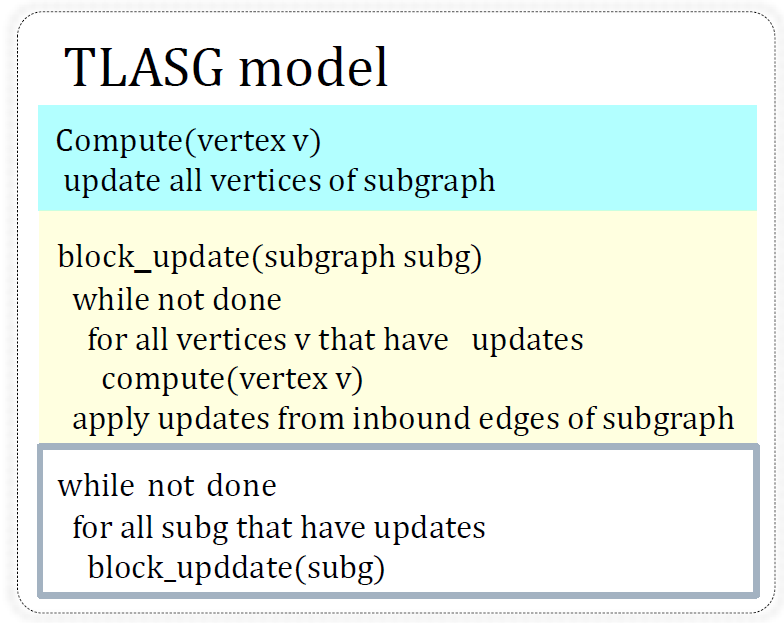 TLASG model
Compute(vertex v)
update all vertices of subgraph
block_update(subgraph subg)
while not done
for all vertices v that have updates
compute(vertex v)
apply updates from inbound edges of subgraph
while not done
for all subg that have updates
block_upddate(subg)